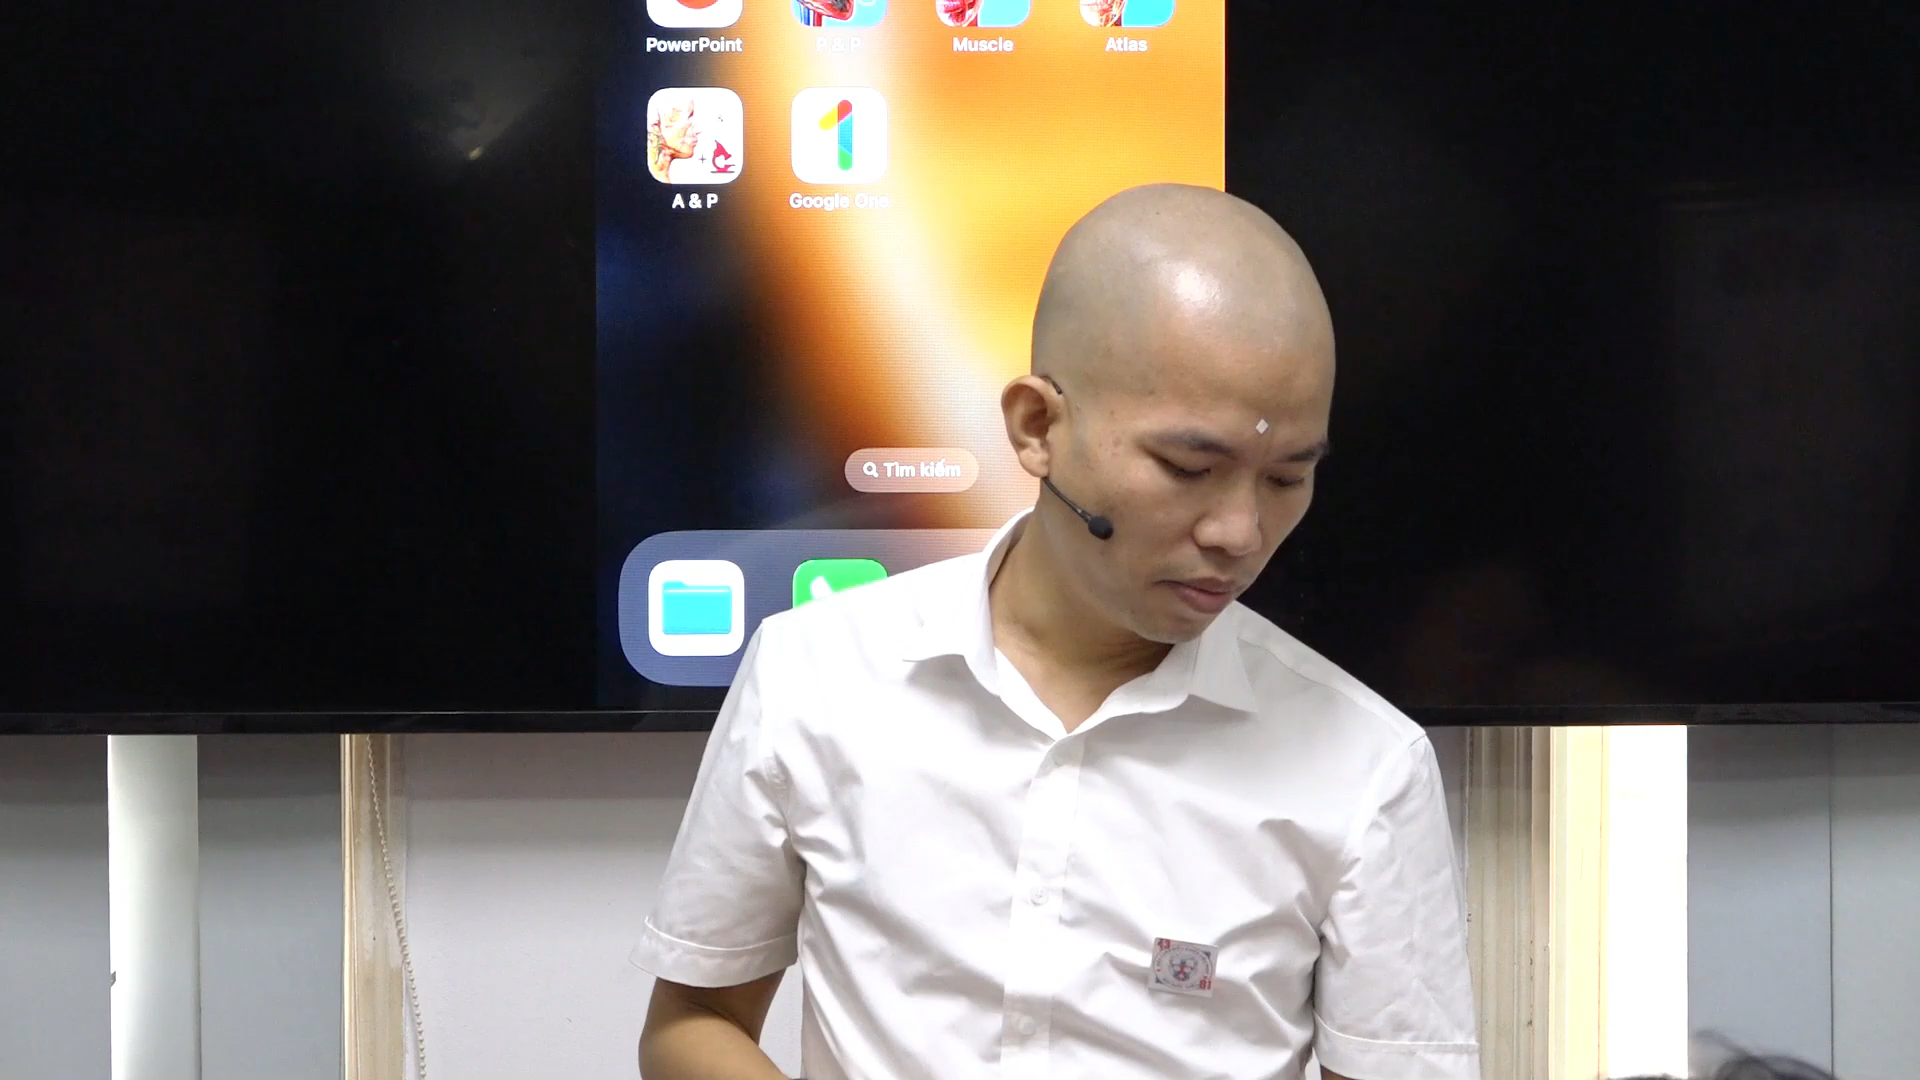 PowerPoint
P & P
Muscle
Atlas
A & P
Google One
Tìm kiếm